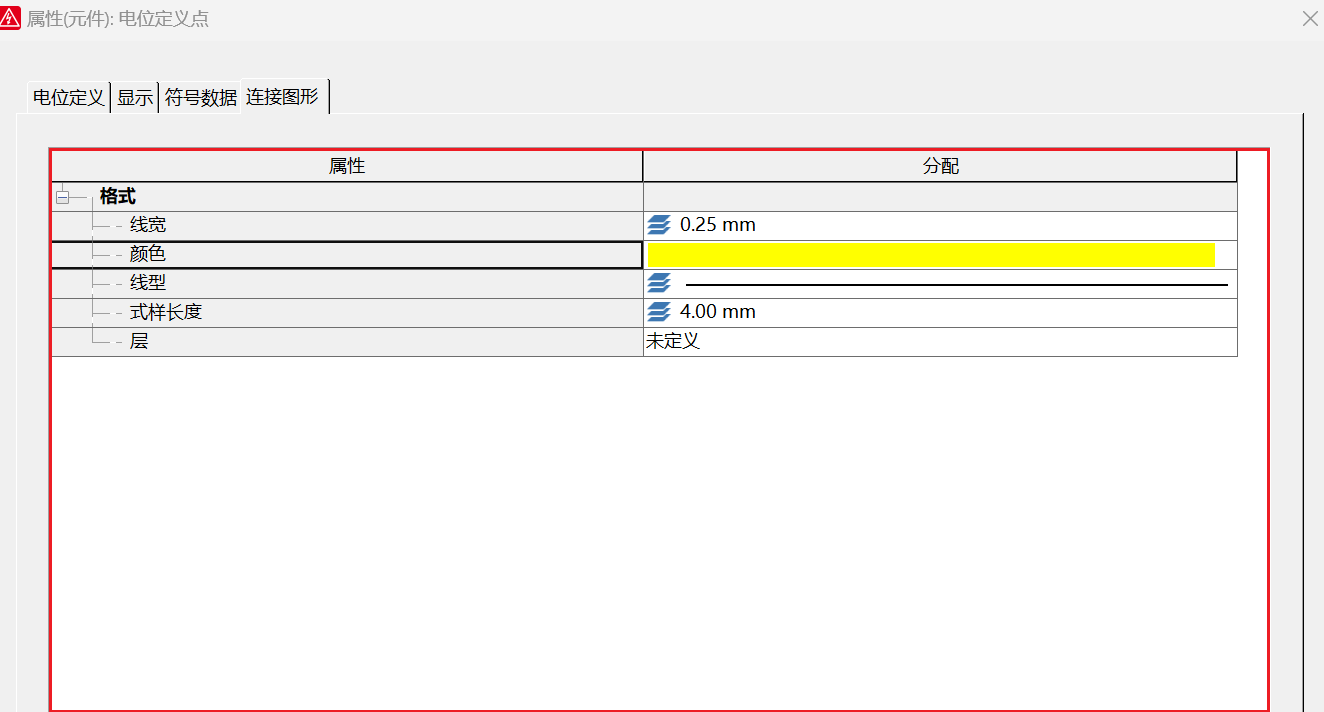 属性(元件): 电位定义点
电位定义 显示 符号数据 连接图形
属性 分配
格式
线宽 0.25 mm
颜色
线型
式样长度 4.00 mm
层 未定义